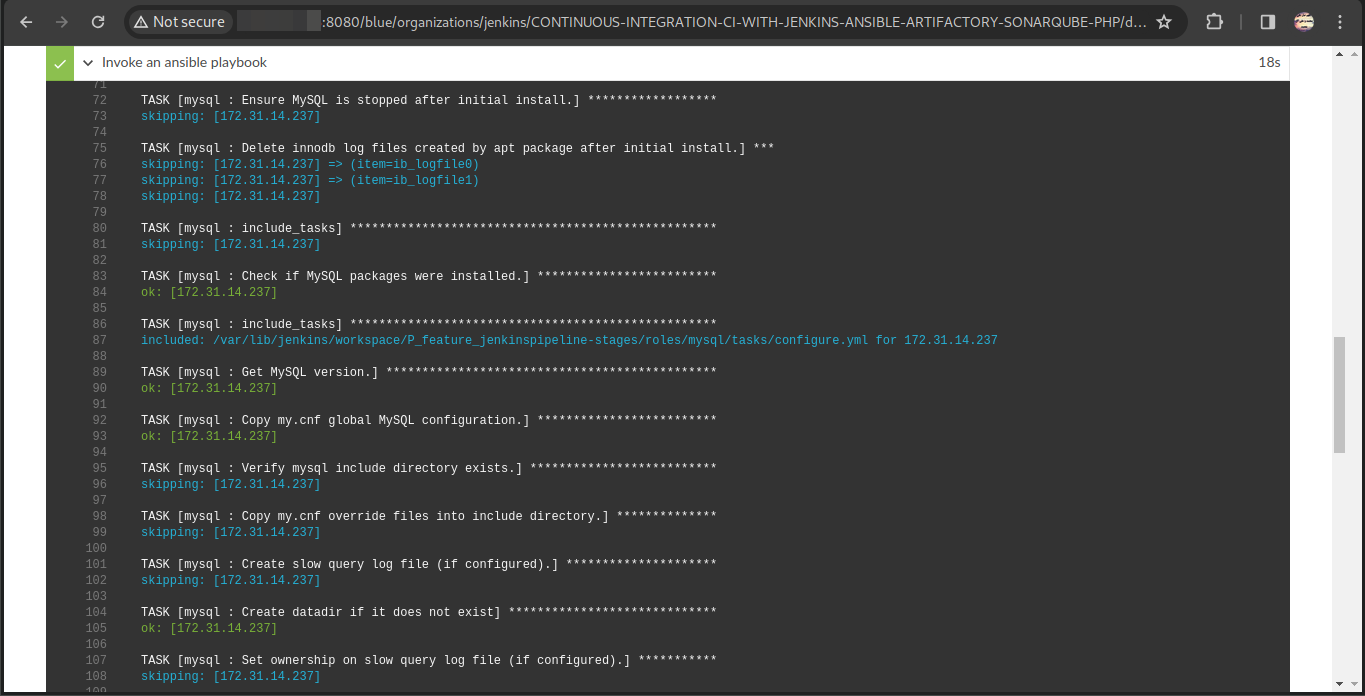 Not secure
:8080/blue/organizations/jenkins/CONTINUOUS-INTEGRATION-CI-WITH-JENKINS-ANSIBLE-ARTIFACTORY-SONARQUBE-PHP/d...
Invoke an ansible playbook 18s
71
72 TASK [mysql : Ensure MySQL is stopped after initial install.] ******************
73 skipping: [172.31.14.237]
74
75 TASK [mysql : Delete innodb log files created by apt package after initial install.] ***
76 skipping: [172.31.14.237] => (item=ib_logfile0)
77 skipping: [172.31.14.237] => (item=ib_logfile1)
78 skipping: [172.31.14.237]
79
80 TASK [mysql : include_tasks] ***************************************************
81 skipping: [172.31.14.237]
82
83 TASK [mysql : Check if MySQL packages were installed.] *************************
84 ok: [172.31.14.237]
85
86 TASK [mysql : include_tasks] ***************************************************
87 included: /var/lib/jenkins/workspace/P_feature_jenkinspipeline-stages/roles/mysql/tasks/configure.yml for 172.31.14.237
88
89 TASK [mysql : Get MySQL version.] **********************************************
90 ok: [172.31.14.237]
91
92 TASK [mysql : Copy my.cnf global MySQL configuration.] *************************
93 ok: [172.31.14.237]
94
95 TASK [mysql : Verify mysql include directory exists.] **************************
96 skipping: [172.31.14.237]
97
98 TASK [mysql : Copy my.cnf override files into include directory.] **************
99 skipping: [172.31.14.237]
100
101 TASK [mysql : Create slow query log file (if configured).] *********************
102 skipping: [172.31.14.237]
103
104 TASK [mysql : Create datadir if it does not exist] *****************************
105 ok: [172.31.14.237]
106
107 TASK [mysql : Set ownership on slow query log file (if configured).] ***********
108 skipping: [172.31.14.237]
109